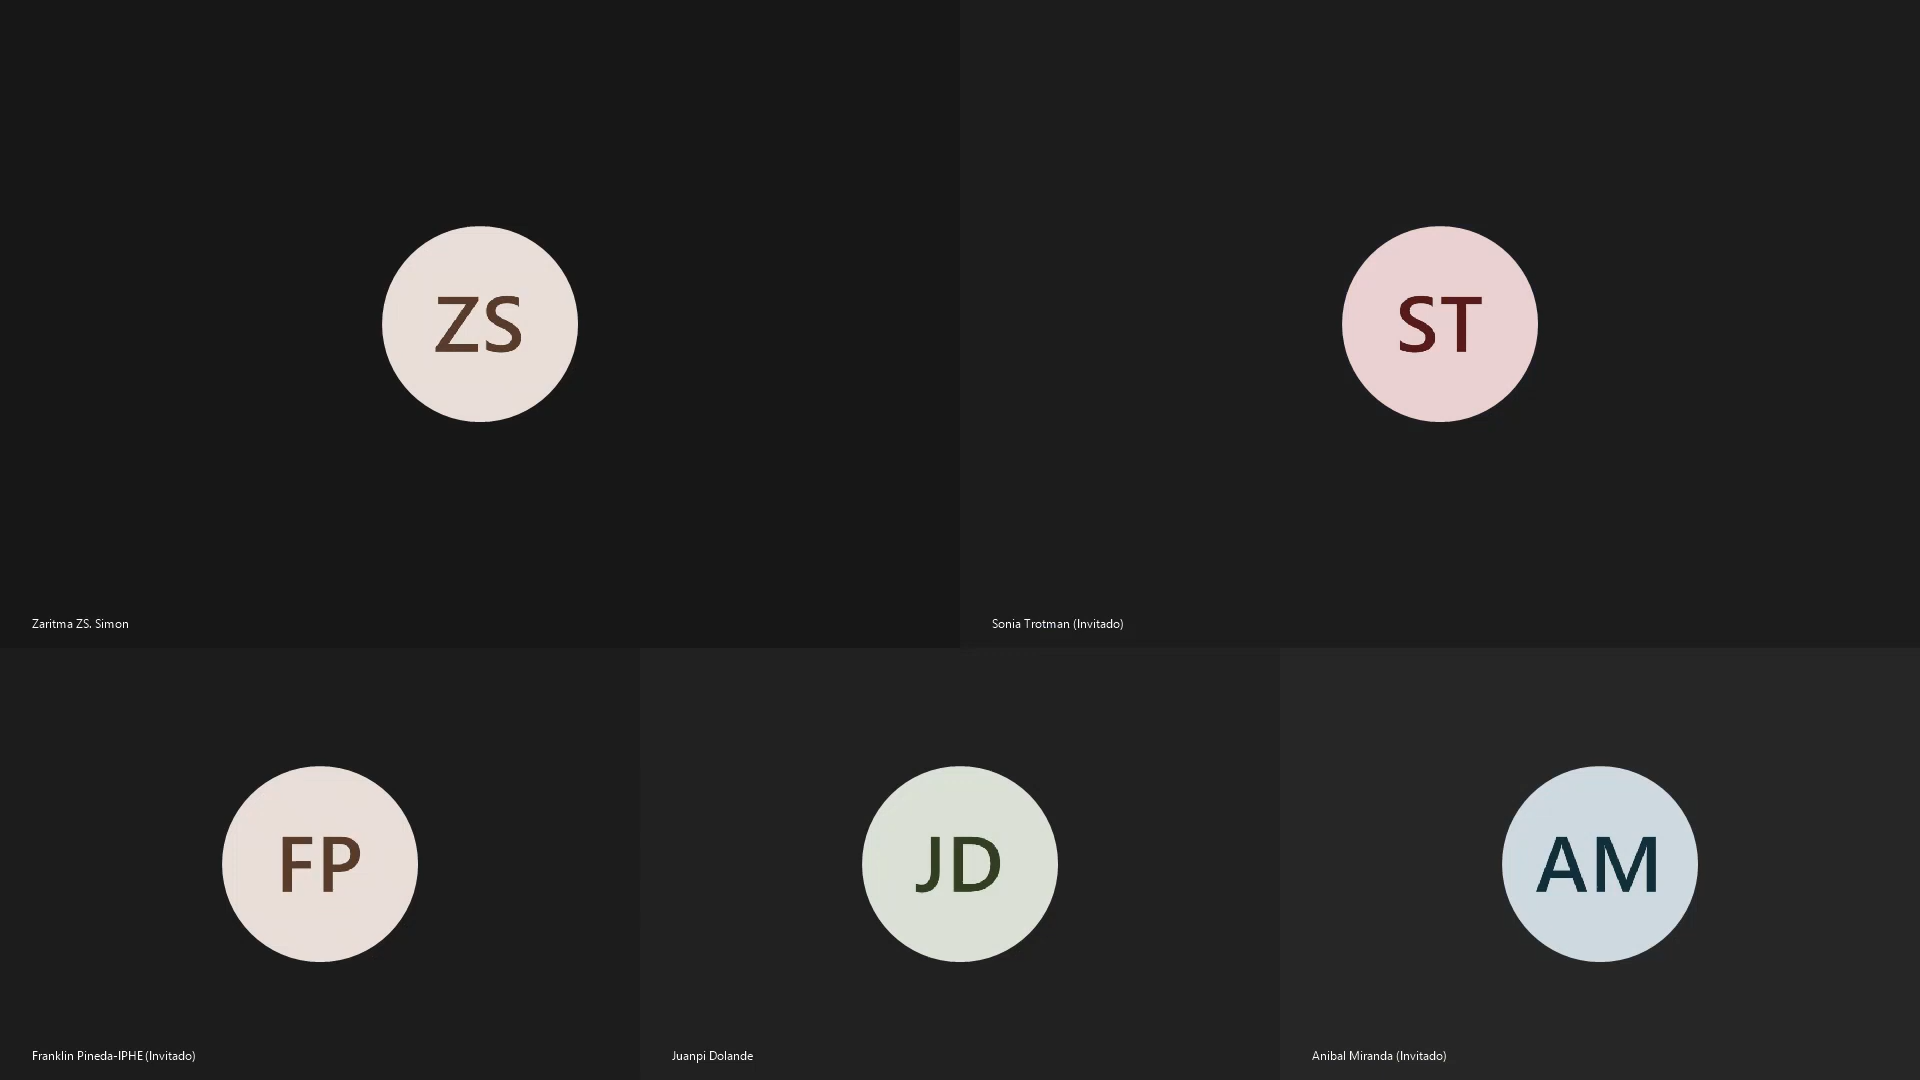 ZS
ST
Zaritma ZS. Simon
Sonia Trotman (Invitado)
FP
JD
AM
Franklin Pineda-IPHE (Invitado)
Juanpi Dolande
Anibal Miranda (Invitado)